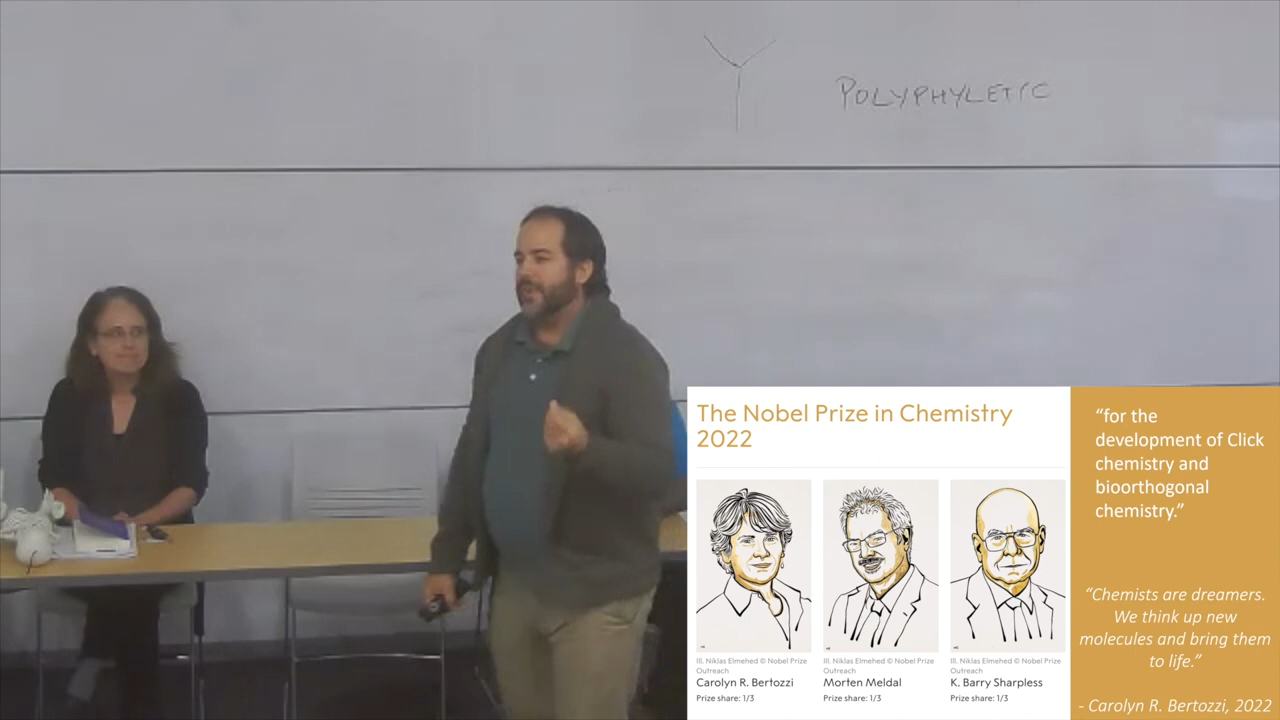 POLYPHYLETIC
The Nobel Prize in Chemistry
2022
Ill. Niklas Elmehed © Nobel Prize
Outreach
Carolyn R. Bertozzi
Prize share: 1/3
Ill. Niklas Elmehed © Nobel Prize
Outreach
Morten Meldal
Prize share: 1/3
Ill. Niklas Elmehed © Nobel Prize
Outreach
K. Barry Sharpless
Prize share: 1/3
“for the
development of Click
chemistry and
bioorthogonal
chemistry.”
“Chemists are dreamers.
We think up new
molecules and bring them
to life.”
- Carolyn R. Bertozzi, 2022